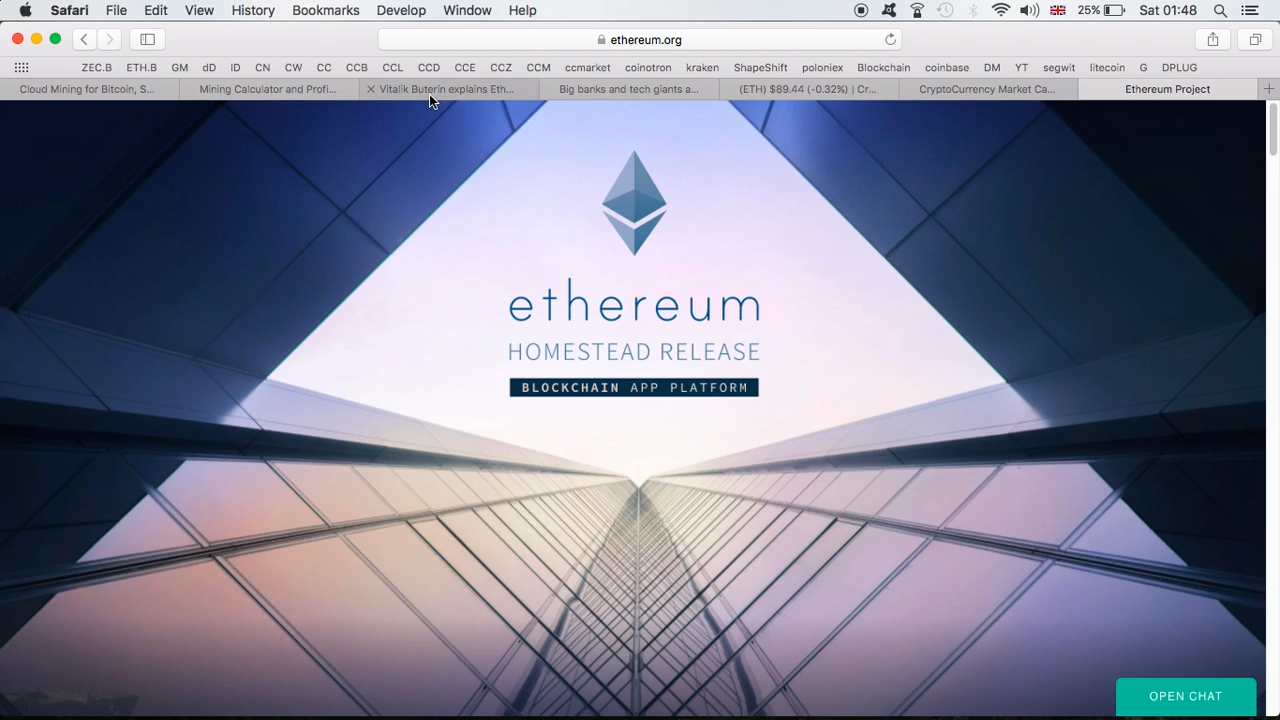 Safari File Edit View History Bookmarks Develop Window Help 25% Sat 01:48
ethereum.org
ZEC.B ETH.B GM dD ID CN CW CC CCB CCL CCD CCE CCZ CCM ccmarket coinotron kraken ShapeShift poloniex Blockchain coinbase DM YT segwit litecoin G DPLUG
Cloud Mining for Bitcoin, S... Mining Calculator and Profi... Vitalik Buterin explains Eth... Big banks and tech giants a... (ETH) $89.44 (-0.32%) | Cr... CryptoCurrency Market Ca... Ethereum Project
ethereum
HOMESTEAD RELEASE
BLOCKCHAIN APP PLATFORM
OPEN CHAT